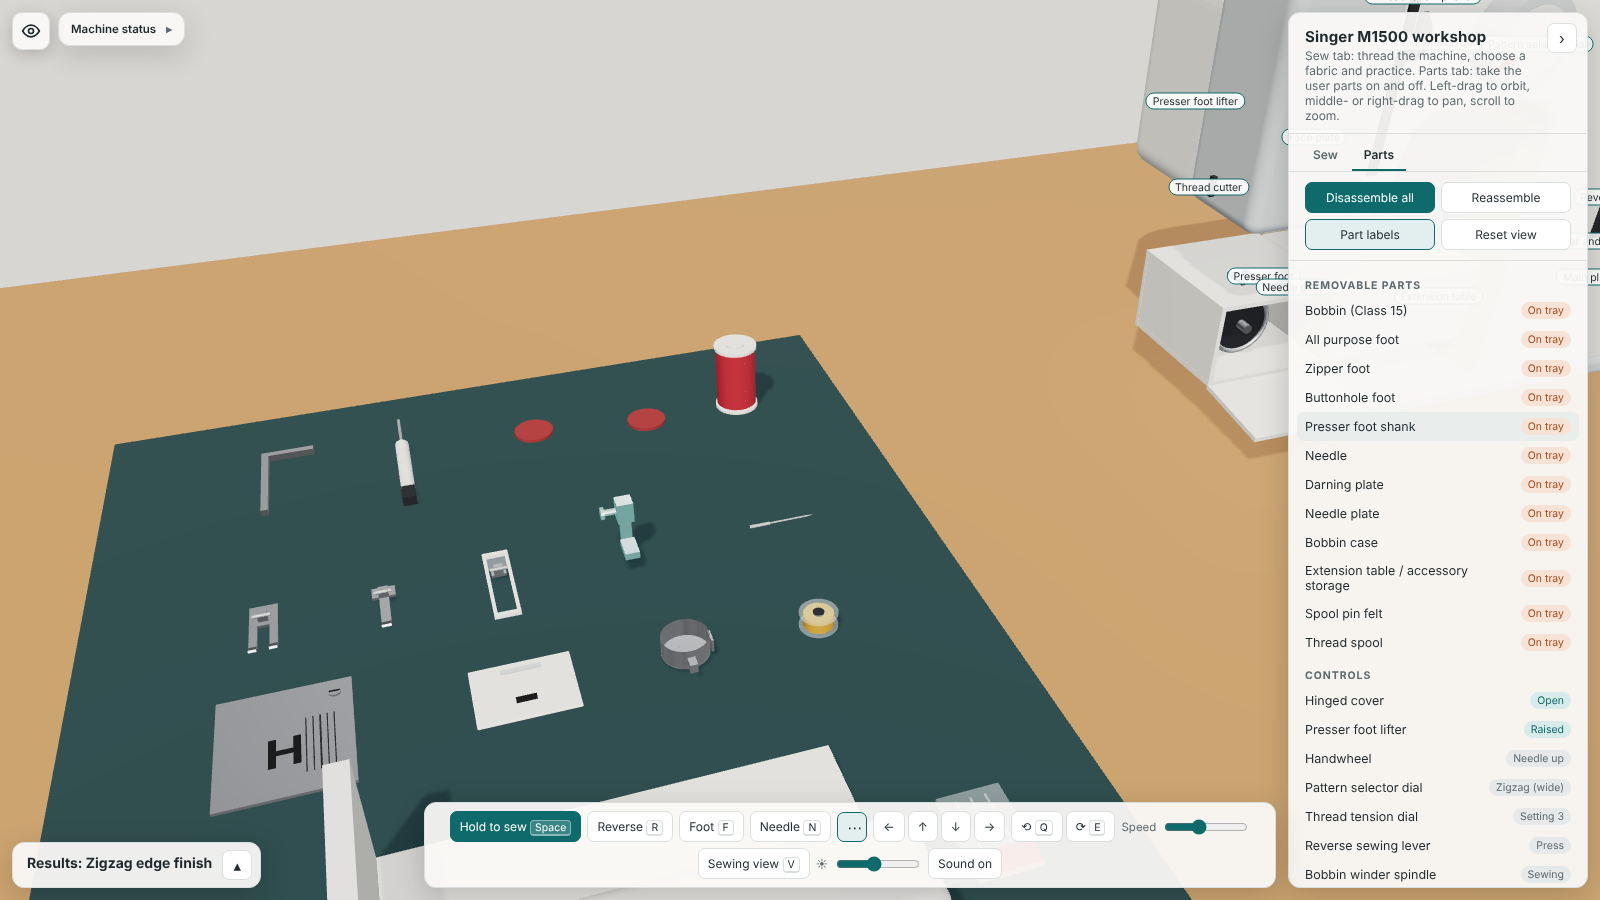 Machine status ▸
Singer M1500 workshop
›
Sew tab: thread the machine, choose a
fabric and practice. Parts tab: take the
user parts on and off. Left-drag to orbit,
middle- or right-drag to pan, scroll to
zoom.
Sew
Parts
Disassemble all
Reassemble
Part labels
Reset view
REMOVABLE PARTS
Bobbin (Class 15)
On tray
All purpose foot
On tray
Zipper foot
On tray
Buttonhole foot
On tray
Presser foot shank
On tray
Needle
On tray
Darning plate
On tray
Needle plate
On tray
Bobbin case
On tray
Extension table / accessory
storage
On tray
Spool pin felt
On tray
Thread spool
On tray
CONTROLS
Hinged cover
Open
Presser foot lifter
Raised
Handwheel
Needle up
Pattern selector dial
Zigzag (wide)
Thread tension dial
Setting 3
Reverse sewing lever
Press
Bobbin winder spindle
Sewing
Presser foot lifter
Thread cutter
Presser foot
Needle
H
Results: Zigzag edge finish ▲
Hold to sew Space
Reverse R
Foot F
Needle N
⋯
← ↑ ↓ →
⟲ Q
⟳ E
Speed
Sewing view V
☀
Sound on